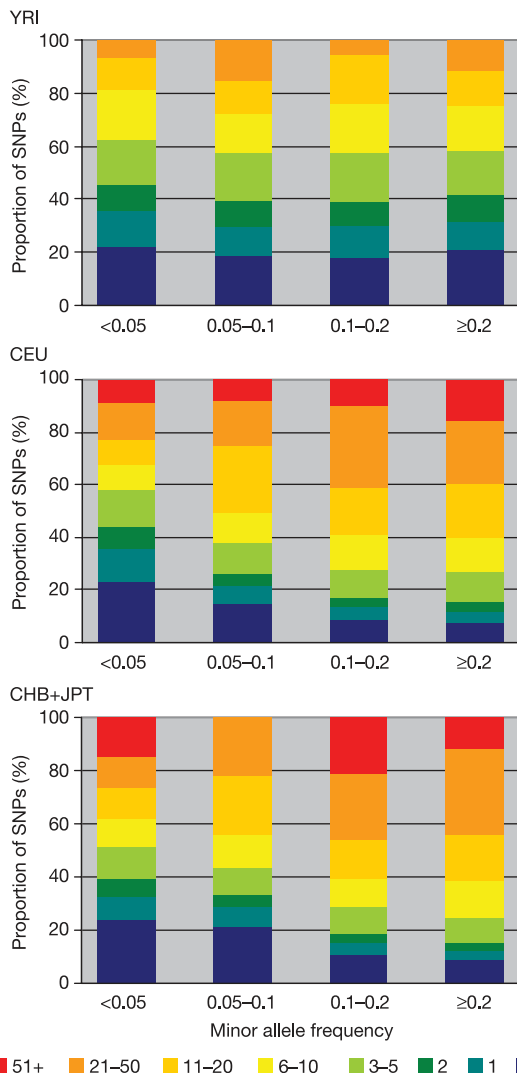 YRI
Proportion of SNPs (%)
100
80
60
40
20
0
<0.05 0.05–0.1 0.1–0.2 ≥0.2
CEU
Proportion of SNPs (%)
100
80
60
40
20
0
<0.05 0.05–0.1 0.1–0.2 ≥0.2
CHB+JPT
Proportion of SNPs (%)
100
80
60
40
20
0
<0.05 0.05–0.1 0.1–0.2 ≥0.2
Minor allele frequency
51+ 21–50 11–20 6–10 3–5 2 1